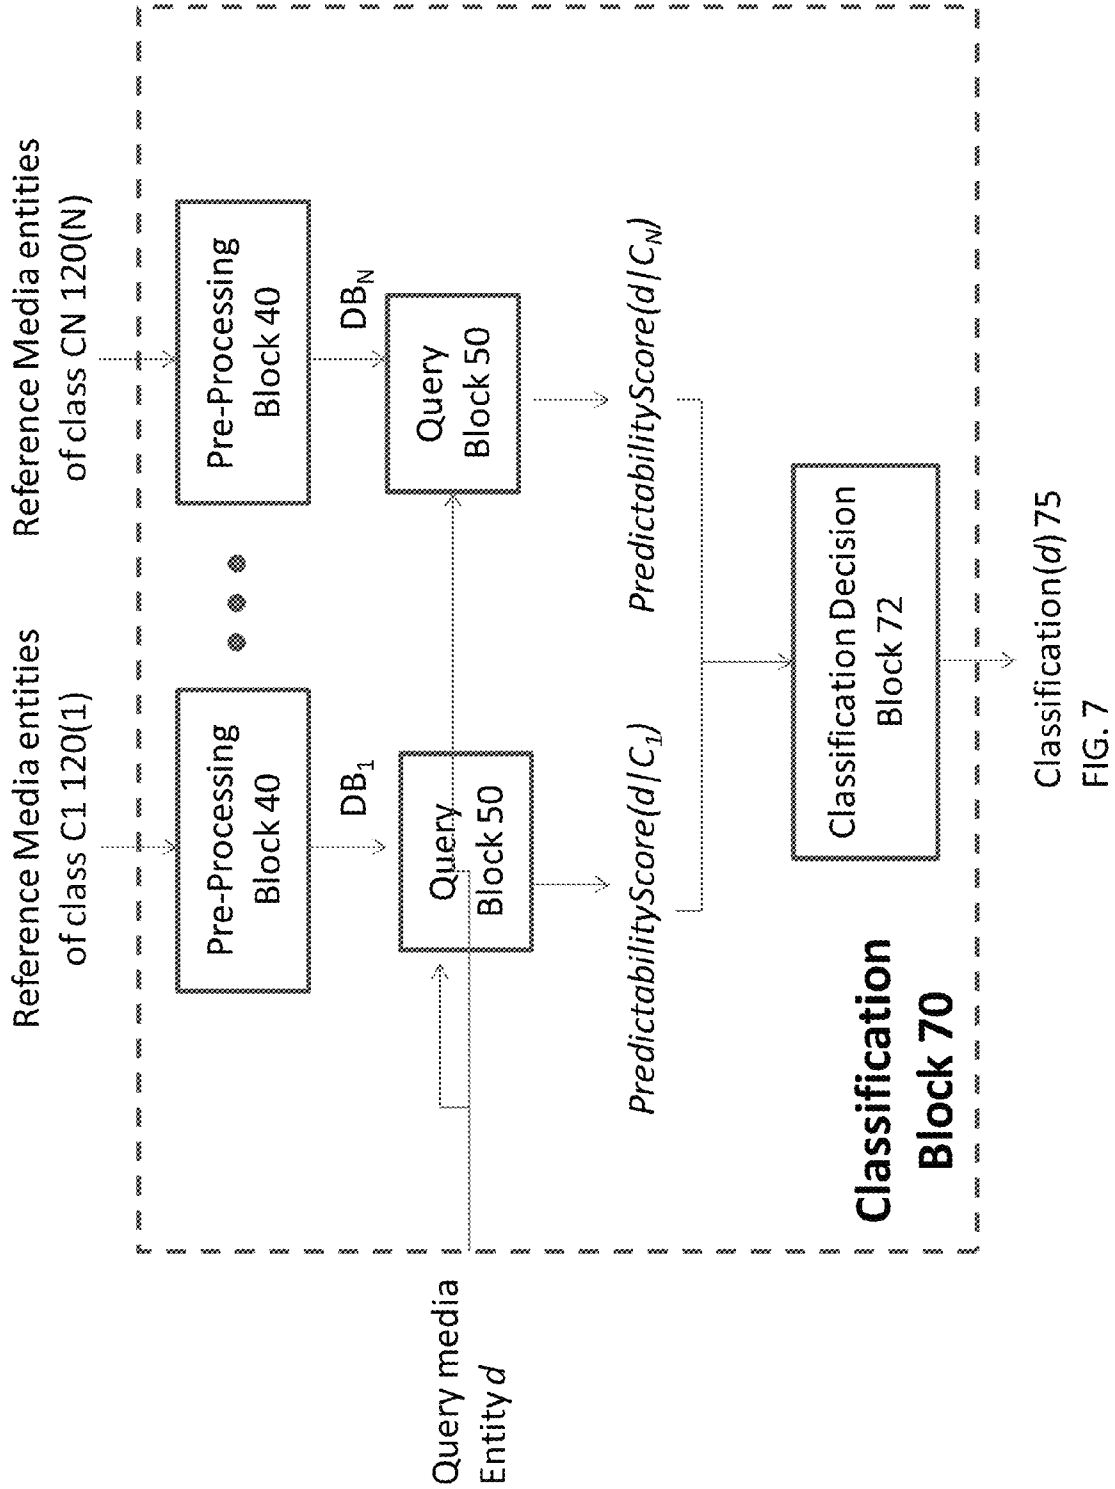 Reference Media entities
of class C1 120(1)
Reference Media entities
of class CN 120(N)
Pre-Processing
Block 40
Pre-Processing
Block 40
DB₁
DB_N
Query media
Entity d
Query
Block 50
Query
Block 50
PredictabilityScore(d|C₁)
PredictabilityScore(d|C_N)
Classification Decision
Block 72
Classification
Block 70
Classification(d) 75
FIG. 7